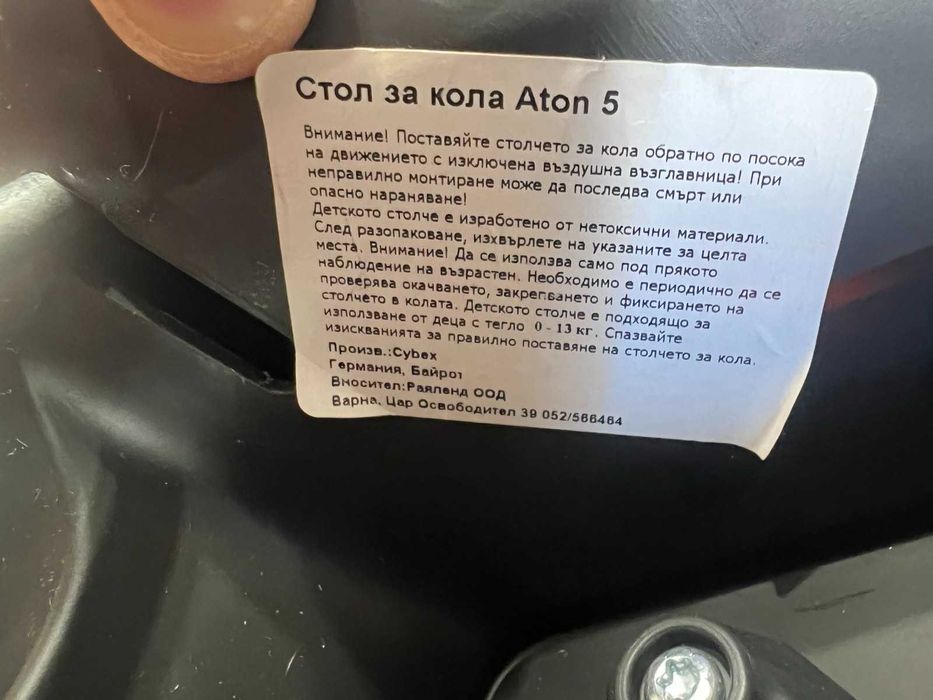 Стол за кола Aton 5
Внимание! Поставяйте столчето за кола обратно по посока
на движението с изключена въздушна възглавница! При
неправилно монтиране може да последва смърт или
опасно нараняване!
Детското столче е изработено от нетоксични материали.
След разопаковане, изхвърлете на указаните за целта
места. Внимание! Да се използва само под прякото
наблюдение на възрастен. Необходимо е периодично да се
проверява окачването, закрепването и фиксирането на
столчето в колата. Детското столче е подходящо за
използване от деца с тегло 0 - 13 кг. Спазвайте
изискванията за правилно поставяне на столчето за кола.
Произв.:Cybex
Германия, Байройт
Вносител:Раяленд ООД
Варна, Цар Освободител 39 052/566464